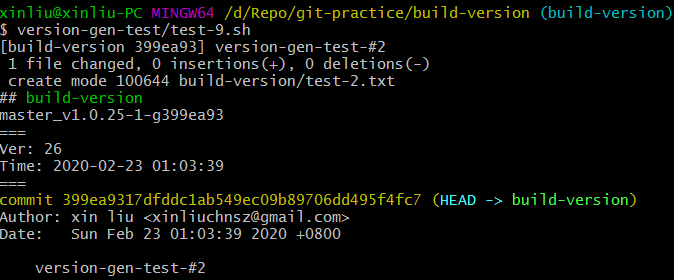 xinliu@xinliu-PC MINGW64 /d/Repo/git-practice/build-version (build-version)
$ version-gen-test/test-9.sh
[build-version 399ea93] version-gen-test-#2
 1 file changed, 0 insertions(+), 0 deletions(-)
 create mode 100644 build-version/test-2.txt
## build-version
master_v1.0.25-1-g399ea93
===
Ver: 26
Time: 2020-02-23 01:03:39
===
commit 399ea9317dfddc1ab549ec09b89706dd495f4fc7 (HEAD -> build-version)
Author: xin liu <xinliuchnsz@gmail.com>
Date:   Sun Feb 23 01:03:39 2020 +0800
    version-gen-test-#2